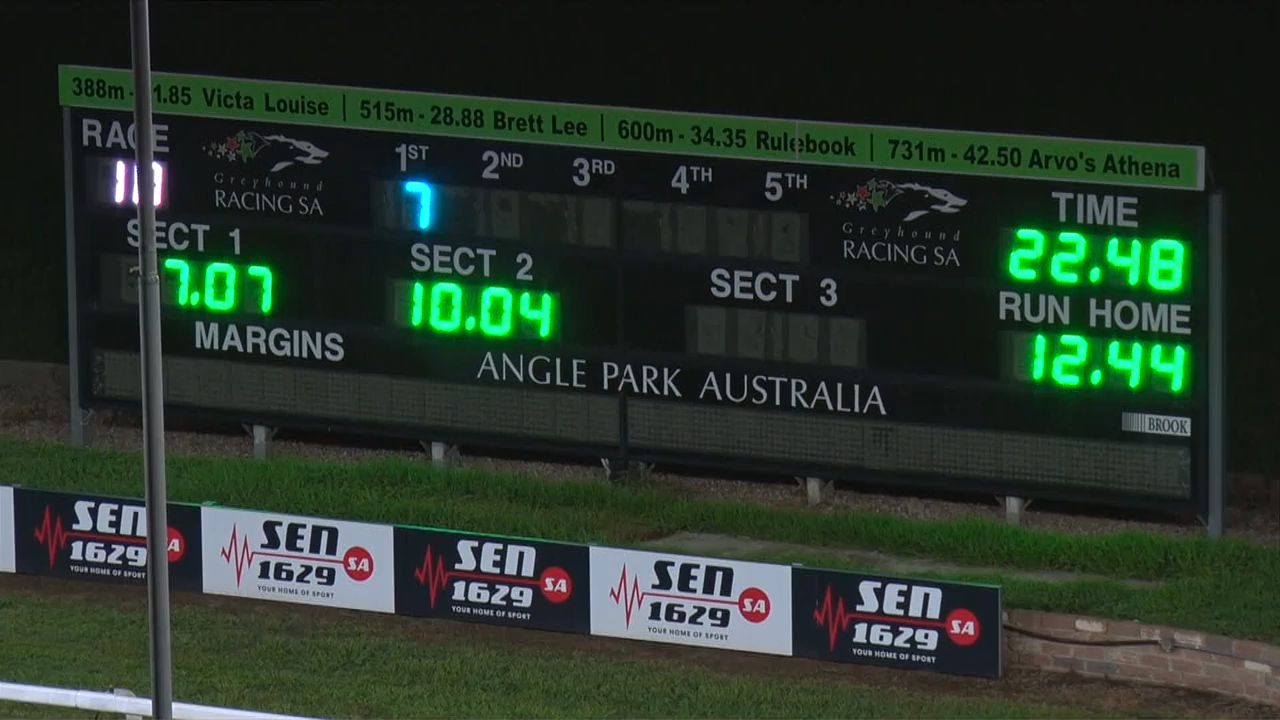 388m - 1.85 Victa Louise | 515m - 28.88 Brett Lee | 600m - 34.35 Rulebook | 731m - 42.50 Arvo's Athena
RACE
Greyhound
RACING SA
1ST 2ND 3RD 4TH 5TH
7
Greyhound
RACING SA
TIME
22.48
SECT 1
7.07
SECT 2
10.04
SECT 3
RUN HOME
12.44
MARGINS
ANGLE PARK AUSTRALIA
BROOK
SEN
1629 SA
YOUR HOME OF SPORT
SEN
1629 SA
YOUR HOME OF SPORT
SEN
1629 SA
YOUR HOME OF SPORT
SEN
1629 SA
YOUR HOME OF SPORT
SEN
1629 SA
YOUR HOME OF SPORT